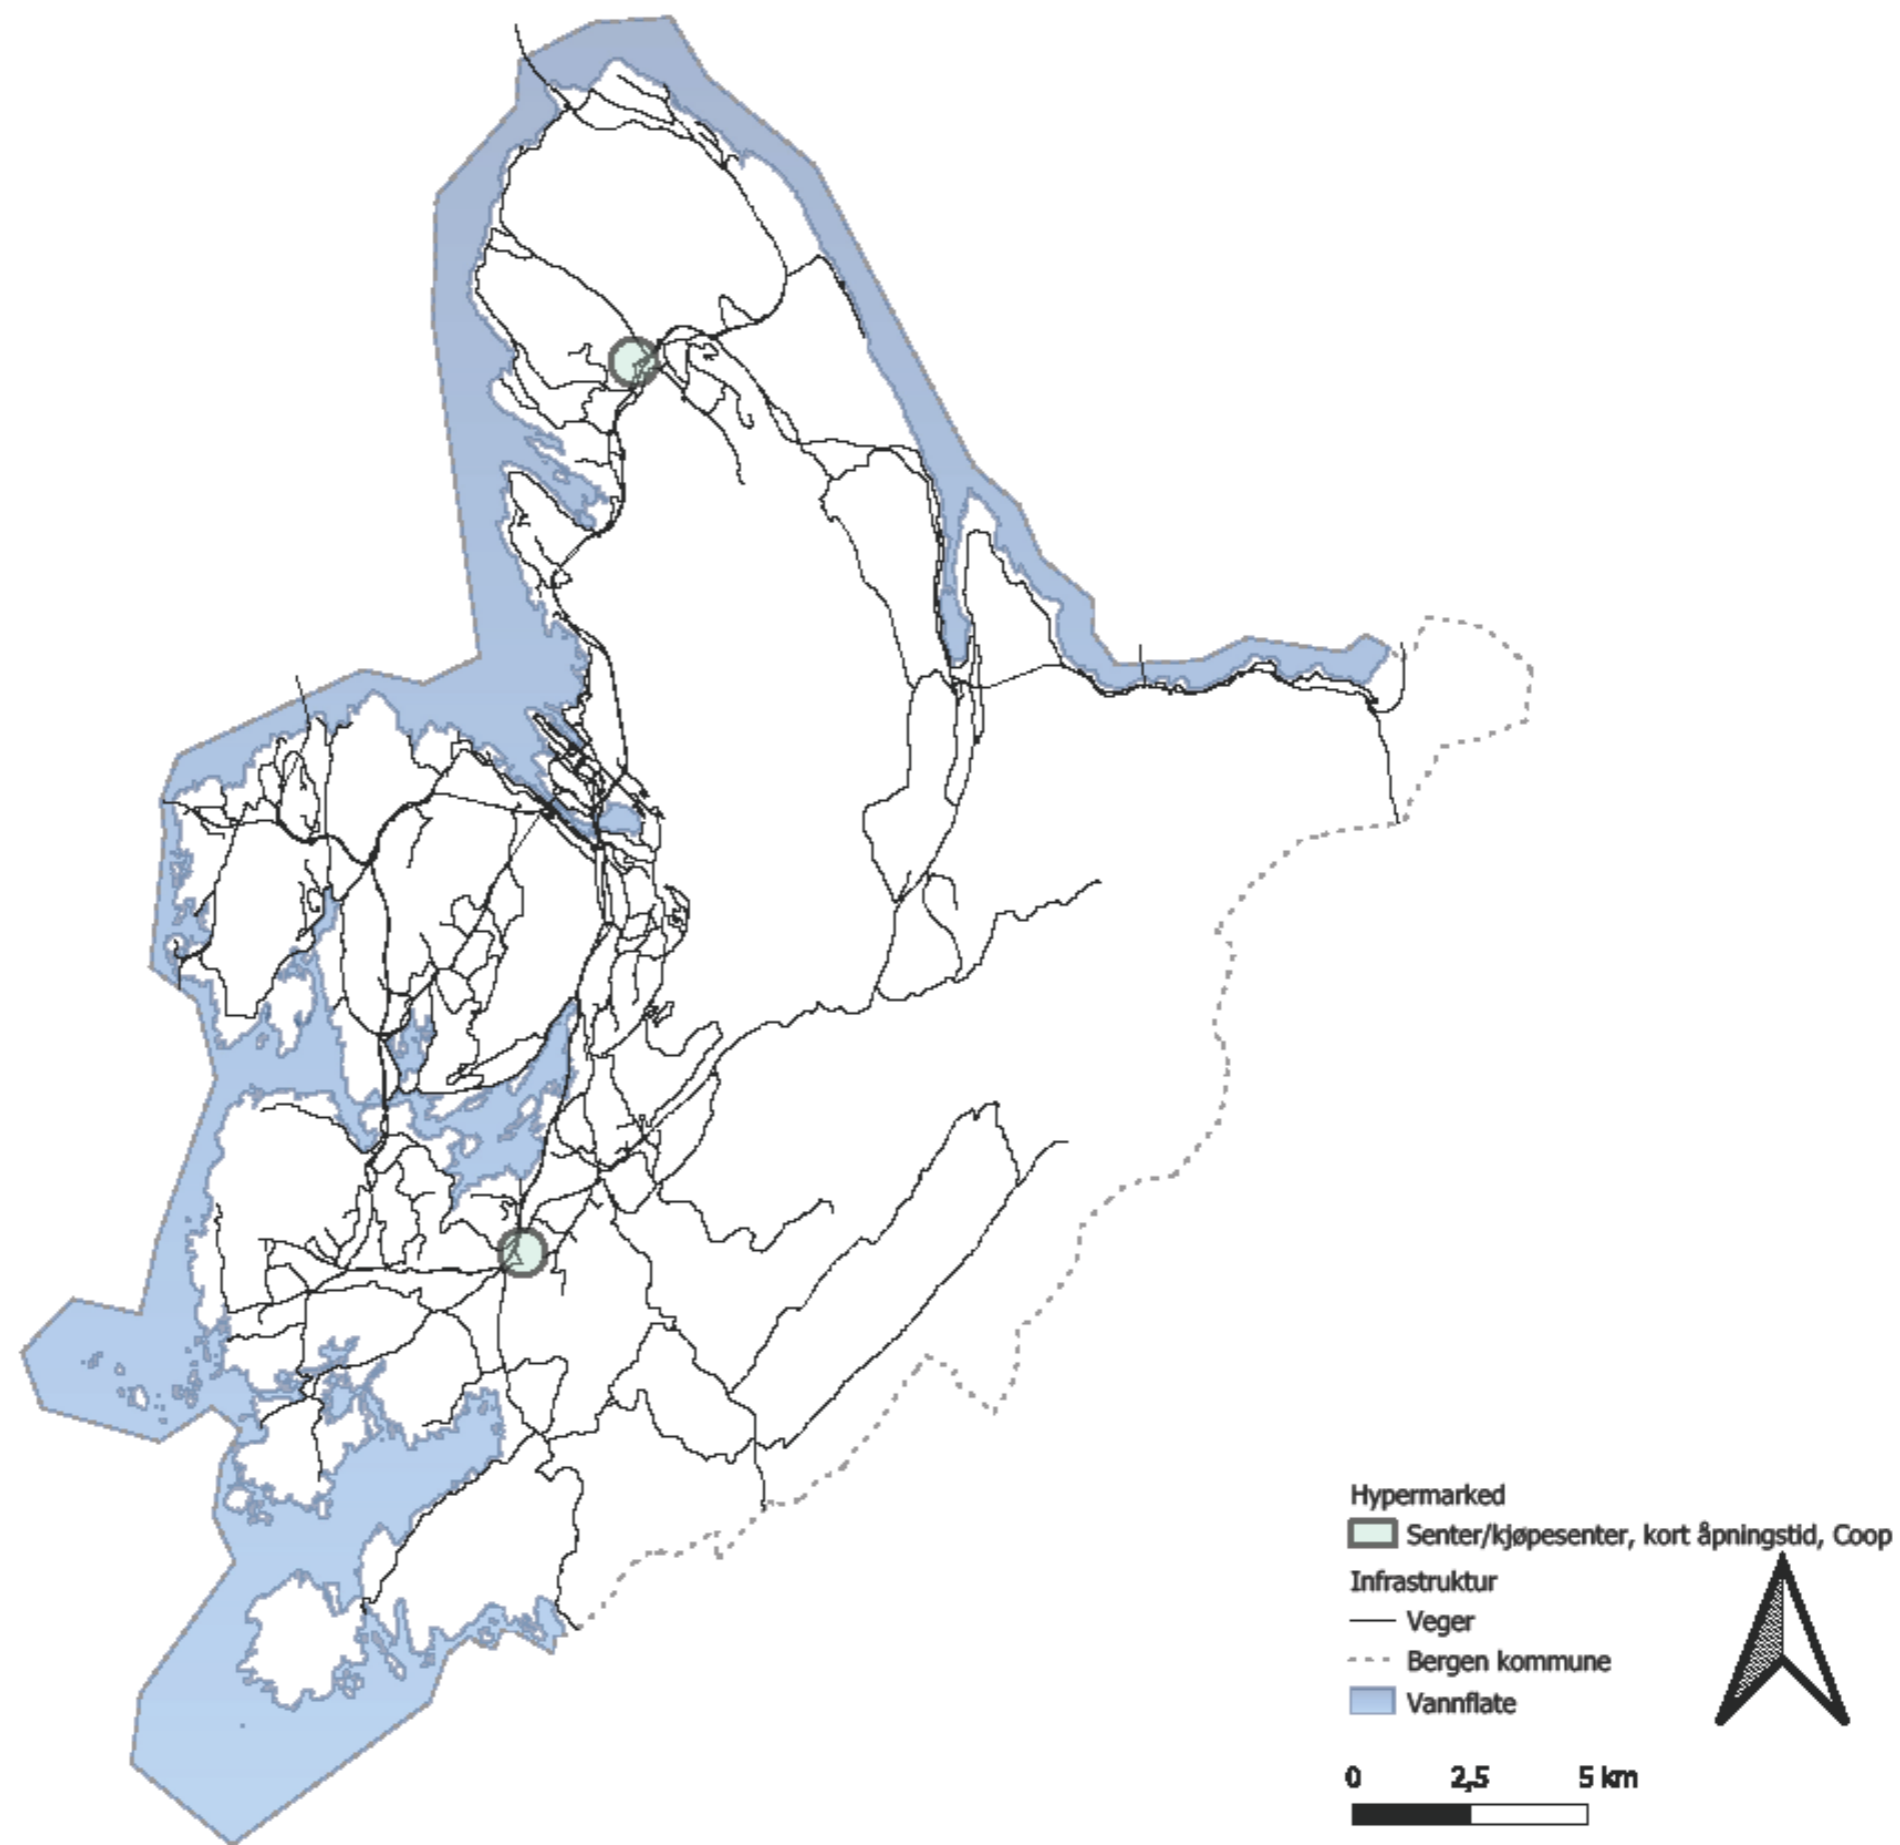 Hypermarked
Senter/kjøpesenter, kort åpningstid, Coop
Infrastruktur
Veger
Bergen kommune
Vannflate
0 2,5 5 km